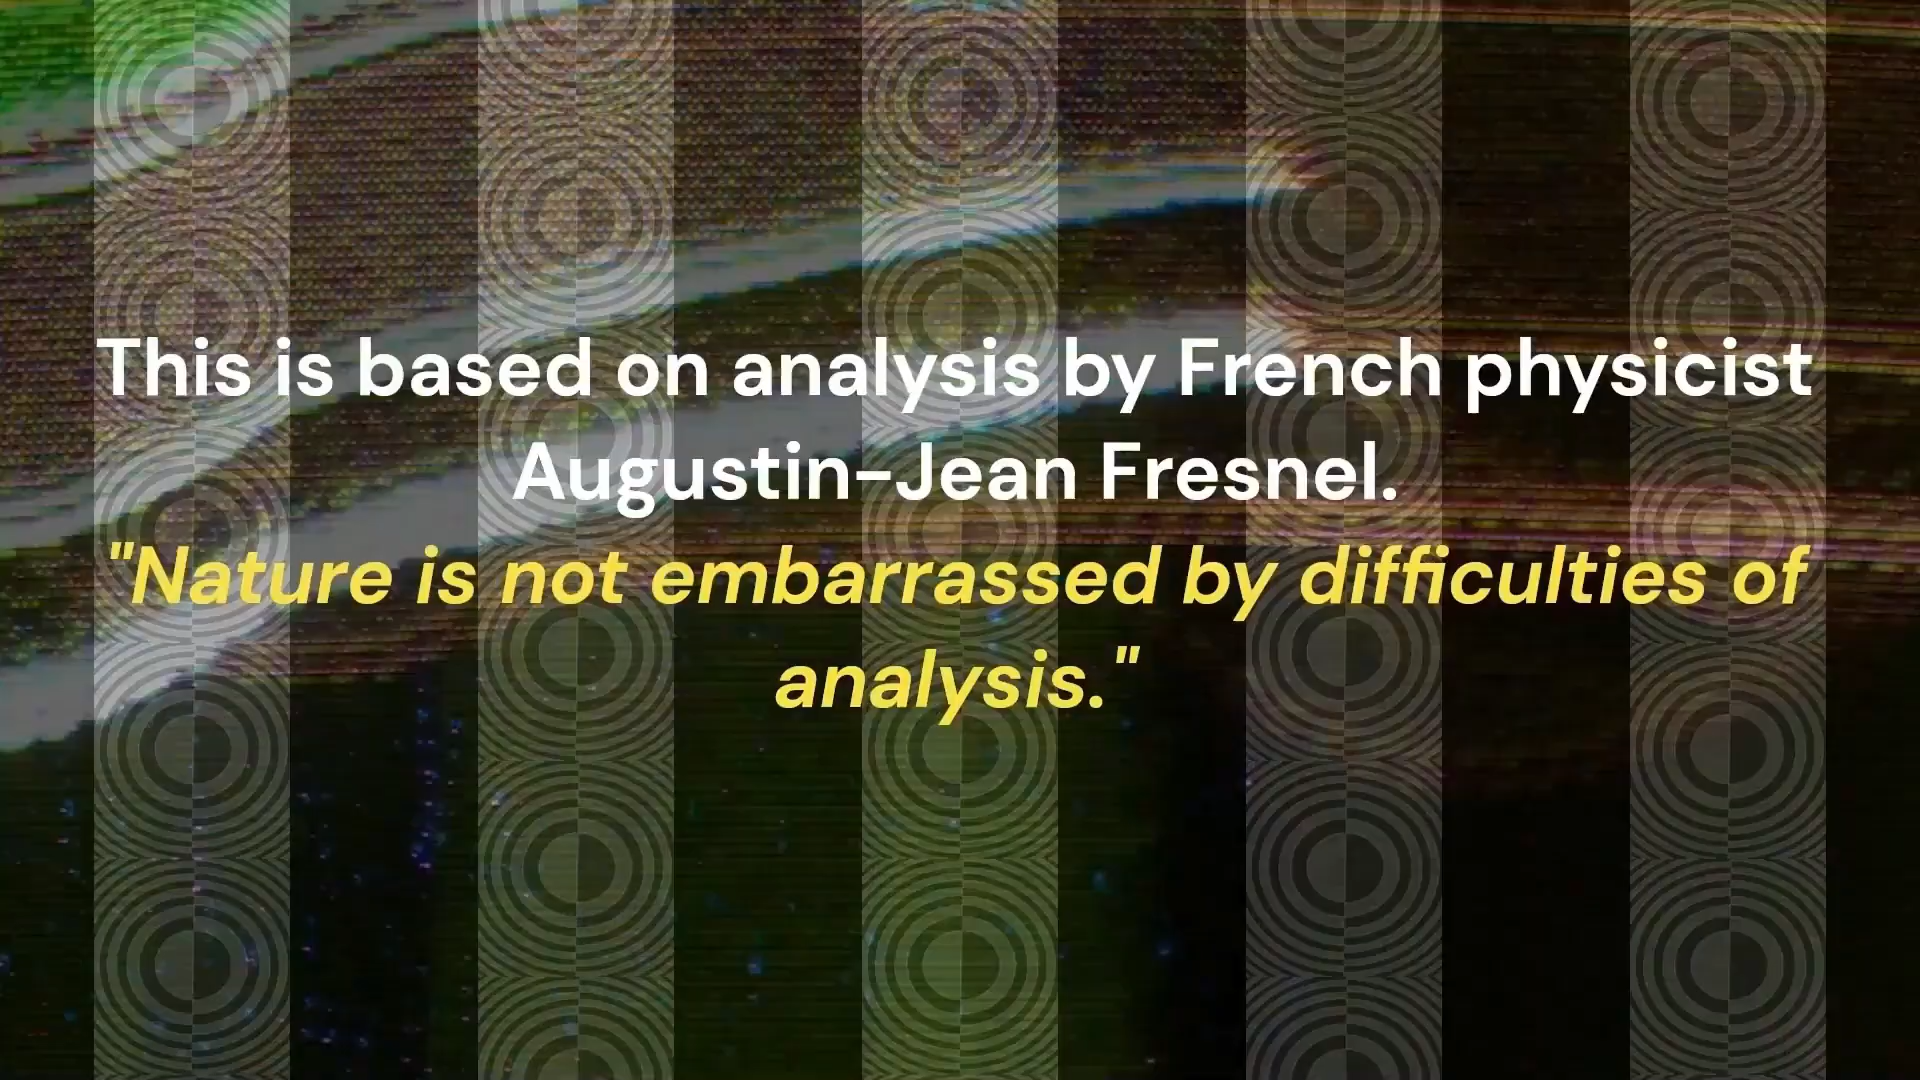 This is based on analysis by French physicist
Augustin-Jean Fresnel.
"Nature is not embarrassed by difficulties of
analysis."